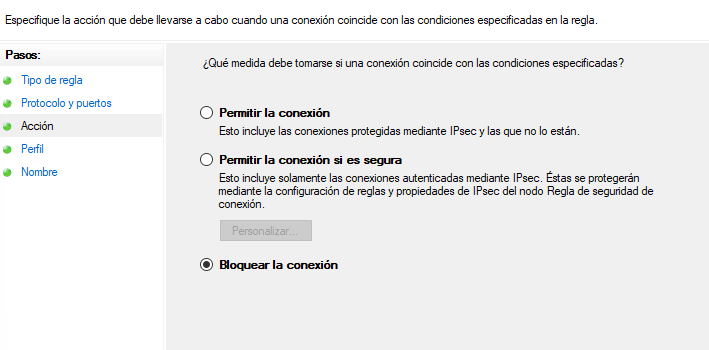 Especifique la acción que debe llevarse a cabo cuando una conexión coincide con las condiciones especificadas en la regla.
Pasos:
Tipo de regla
Protocolo y puertos
Acción
Perfil
Nombre
¿Qué medida debe tomarse si una conexión coincide con las condiciones especificadas?
Permitir la conexión
Esto incluye las conexiones protegidas mediante IPsec y las que no lo están.
Permitir la conexión si es segura
Esto incluye solamente las conexiones autenticadas mediante IPsec. Éstas se protegerán
mediante la configuración de reglas y propiedades de IPsec del nodo Regla de seguridad de
conexión.
Personalizar...
Bloquear la conexión